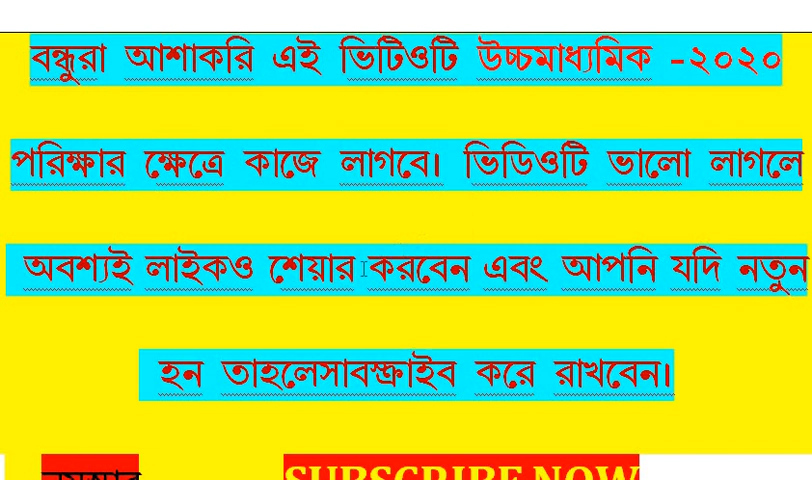 বন্ধুরা আশাকরি এই ভিটিওটি উচ্চমাধ্যমিক -২০২০
পরিক্ষার ক্ষেত্রে কাজে লাগবে। ভিডিওটি ভালো লাগলে
অবশ্যই লাইকও শেয়ার করবেন এবং আপনি যদি নতুন
হন তাহলেসাবস্ক্রাইব করে রাখবেন।
SUBSCRIBE NOW